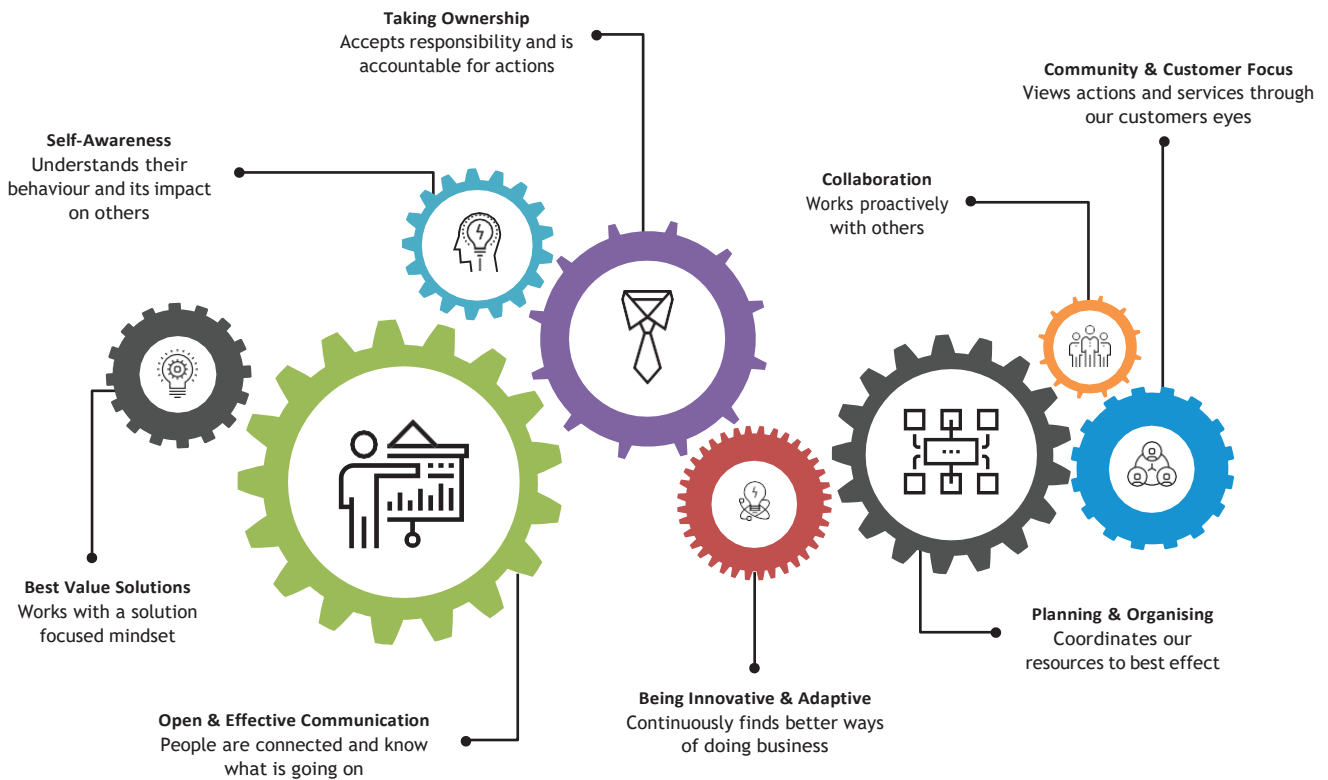 Taking Ownership
Accepts responsibility and is
accountable for actions
Community & Customer Focus
Views actions and services through
our customers eyes
Self-Awareness
Understands their
behaviour and its impact
on others
Collaboration
Works proactively
with others
Best Value Solutions
Works with a solution
focused mindset
Planning & Organising
Coordinates our
resources to best effect
Being Innovative & Adaptive
Continuously finds better ways
of doing business
Open & Effective Communication
People are connected and know
what is going on